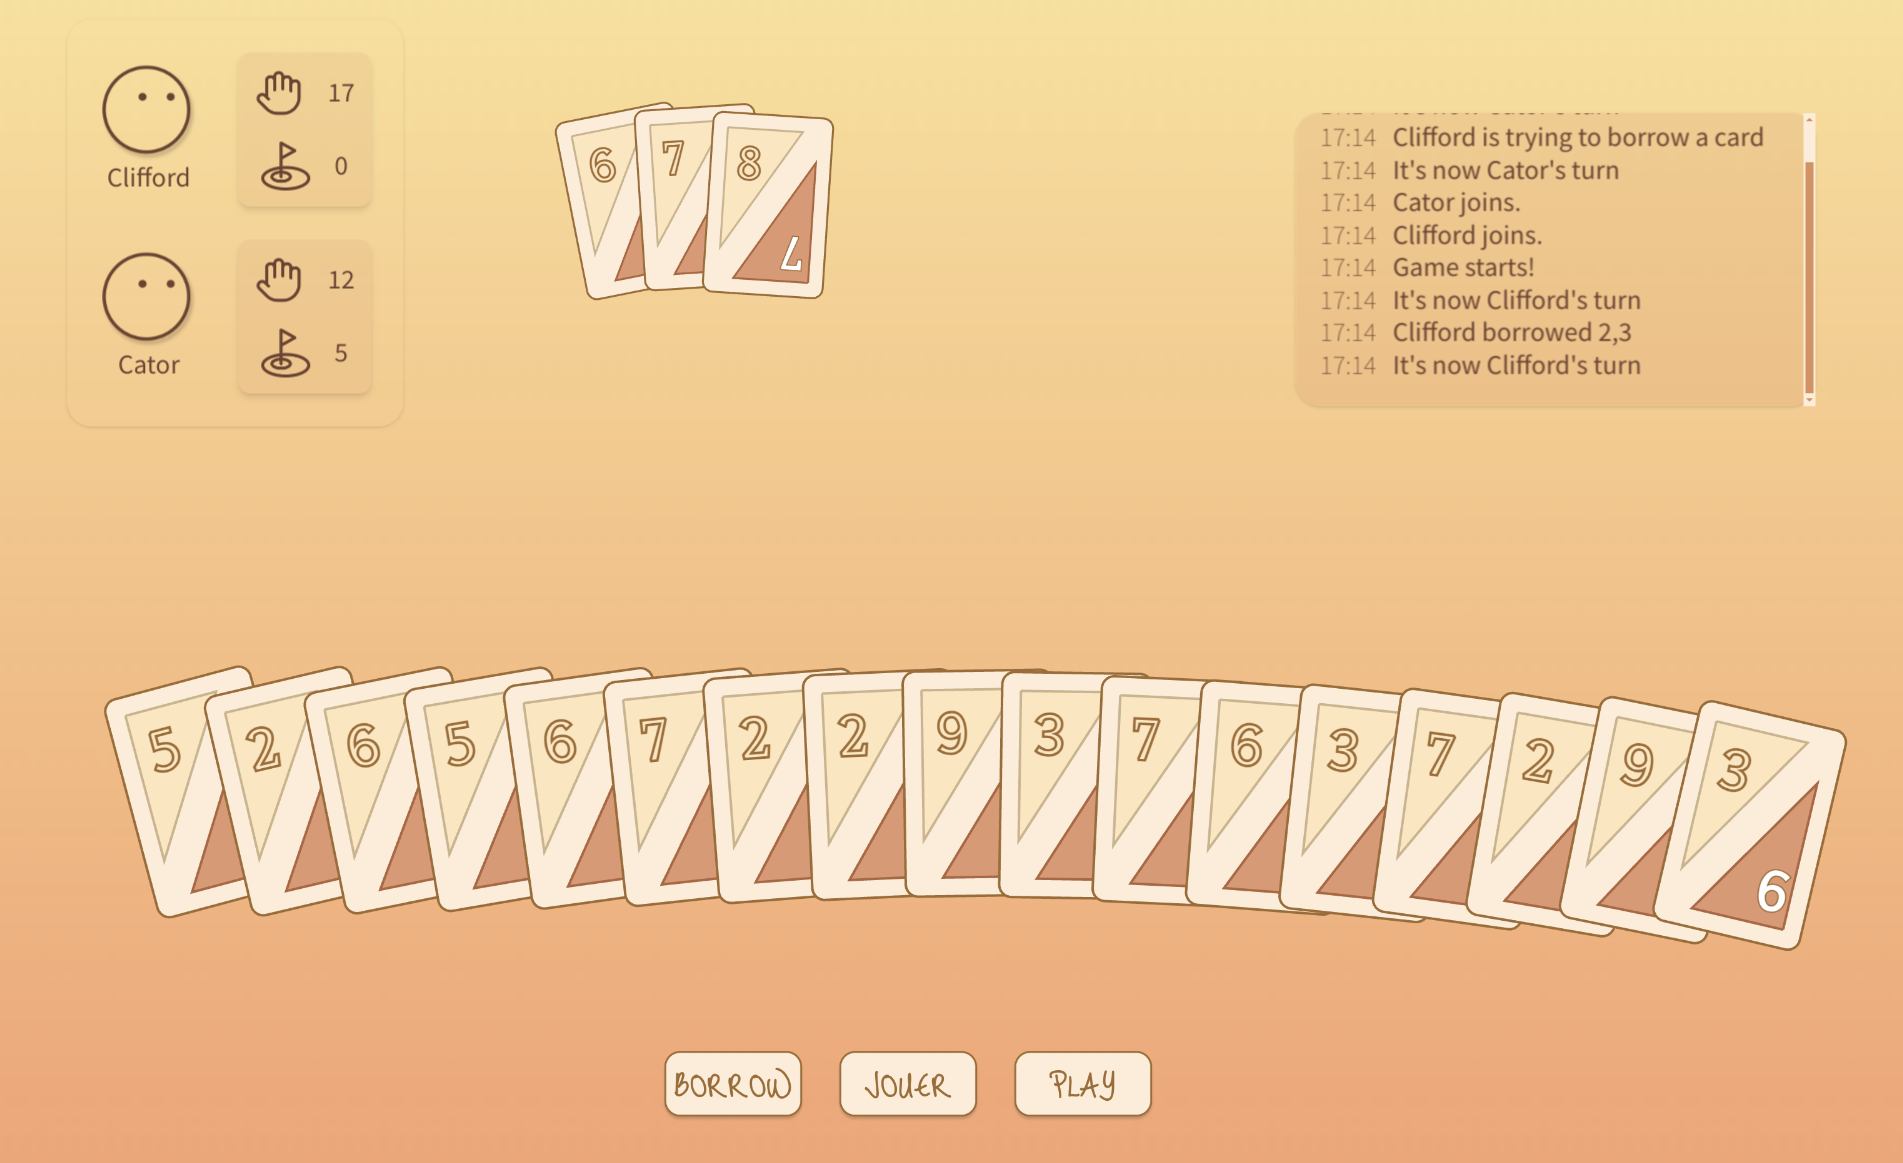 17
0
Clifford
12
5
Cator
6 7 8
7
17:14 Clifford is trying to borrow a card
17:14 It's now Cator's turn
17:14 Cator joins.
17:14 Clifford joins.
17:14 Game starts!
17:14 It's now Clifford's turn
17:14 Clifford borrowed 2,3
17:14 It's now Clifford's turn
5 2 6 5 6 7 2 2 9 3 7 6 3 7 2 9 3
6
BORROW JOUER PLAY